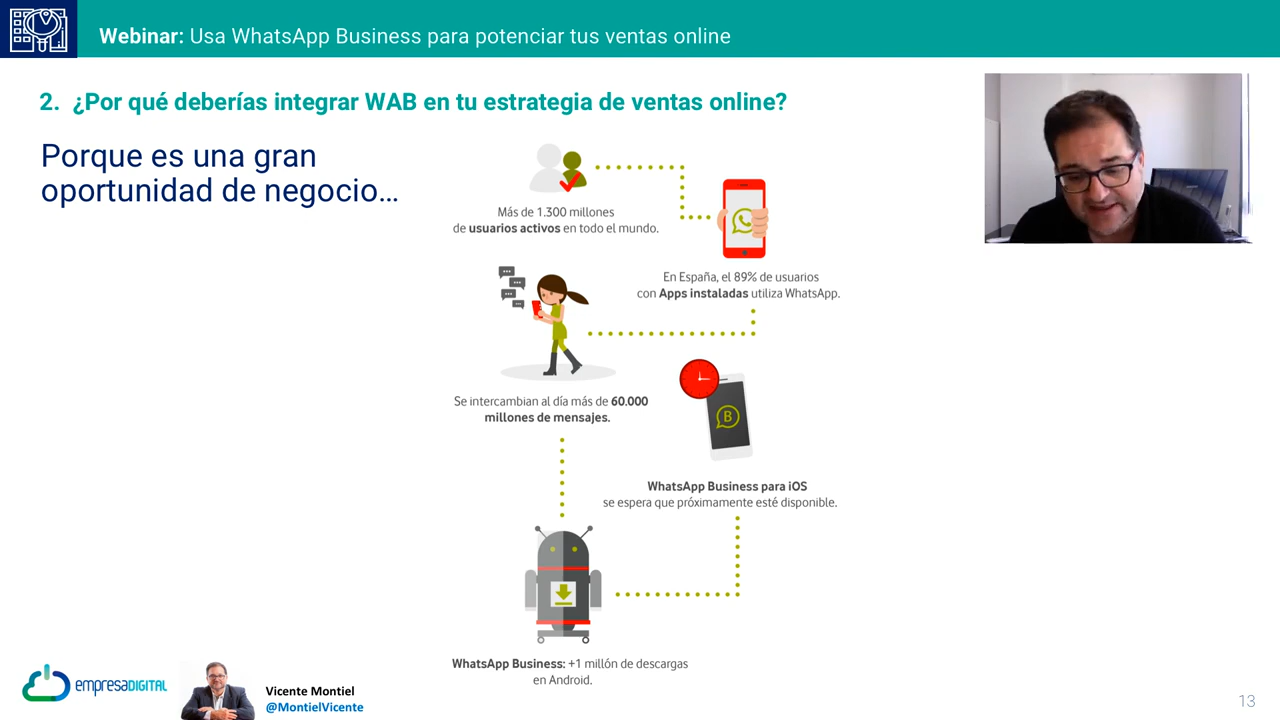 Webinar: Usa WhatsApp Business para potenciar tus ventas online
2. ¿Por qué deberías integrar WAB en tu estrategia de ventas online?
Porque es una gran
oportunidad de negocio…
Más de 1.300 millones
de usuarios activos en todo el mundo.
En España, el 89% de usuarios
con Apps instaladas utiliza WhatsApp.
Se intercambian al día más de 60.000
millones de mensajes.
B
WhatsApp Business para iOS
se espera que próximamente esté disponible.
WhatsApp Business: +1 millón de descargas
en Android.
empresaDIGITAL
Vicente Montiel
@MontielVicente
13